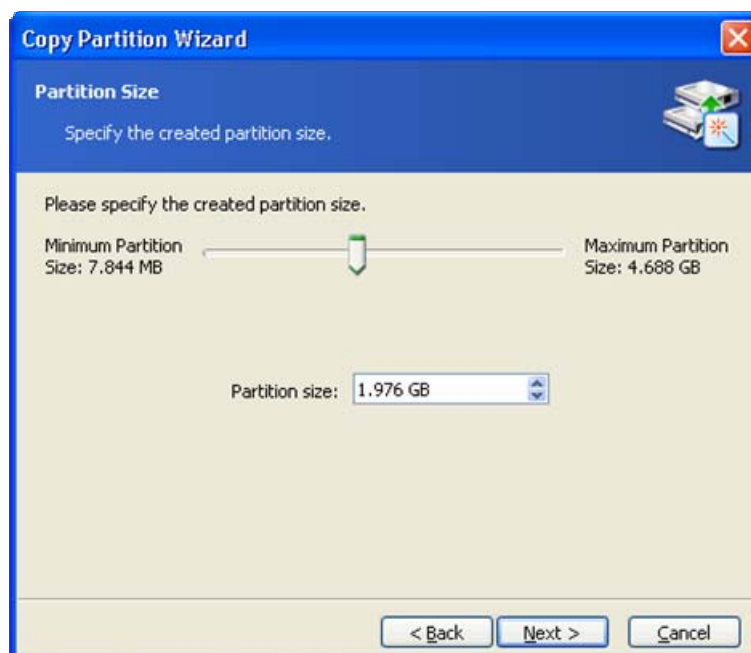 Copy Partition Wizard
Partition Size
Specify the created partition size.
Please specify the created partition size.
Minimum Partition
Size: 7.844 MB
Maximum Partition
Size: 4.688 GB
Partition size: 1.976 GB
< Back Next > Cancel